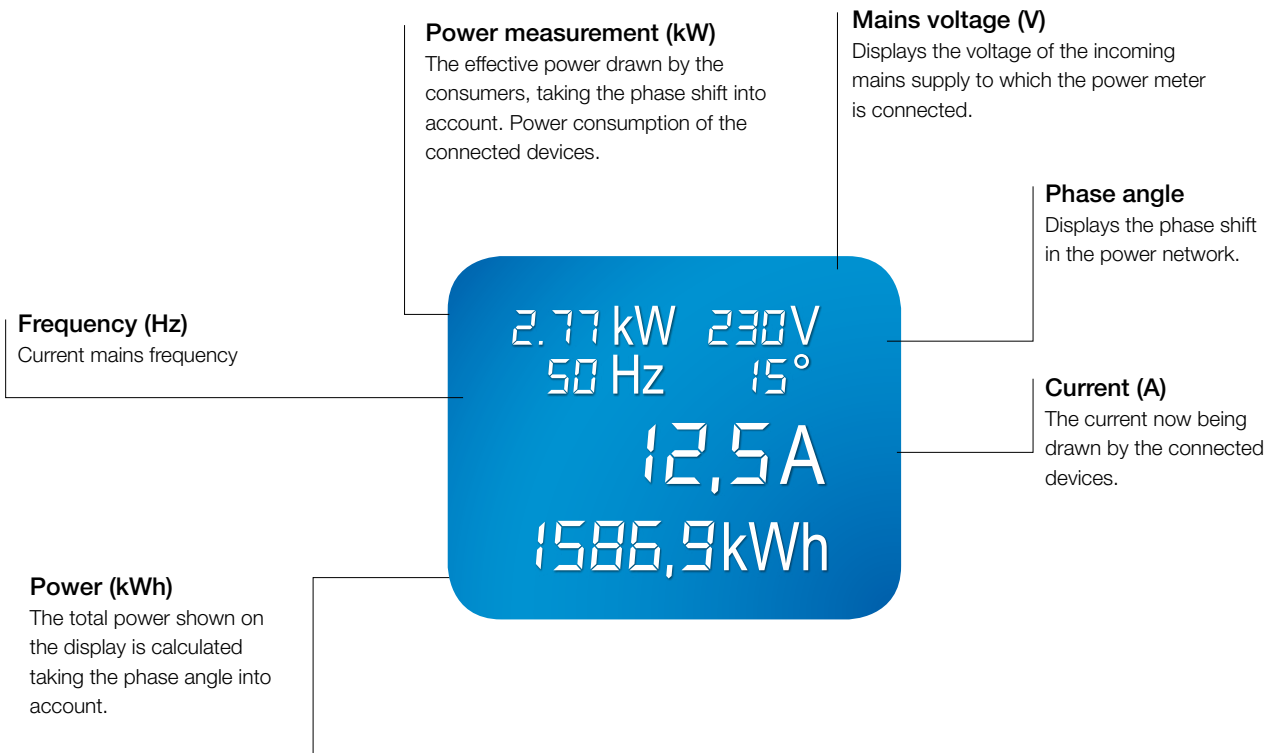 Power measurement (kW)
The effective power drawn by the
consumers, taking the phase shift into
account. Power consumption of the
connected devices.
Mains voltage (V)
Displays the voltage of the incoming
mains supply to which the power meter
is connected.
Phase angle
Displays the phase shift
in the power network.
Frequency (Hz)
Current mains frequency
2.77 kW 230V
50 Hz 15°
12,5A
1586,9kWh
Current (A)
The current now being
drawn by the connected
devices.
Power (kWh)
The total power shown on
the display is calculated
taking the phase angle into
account.